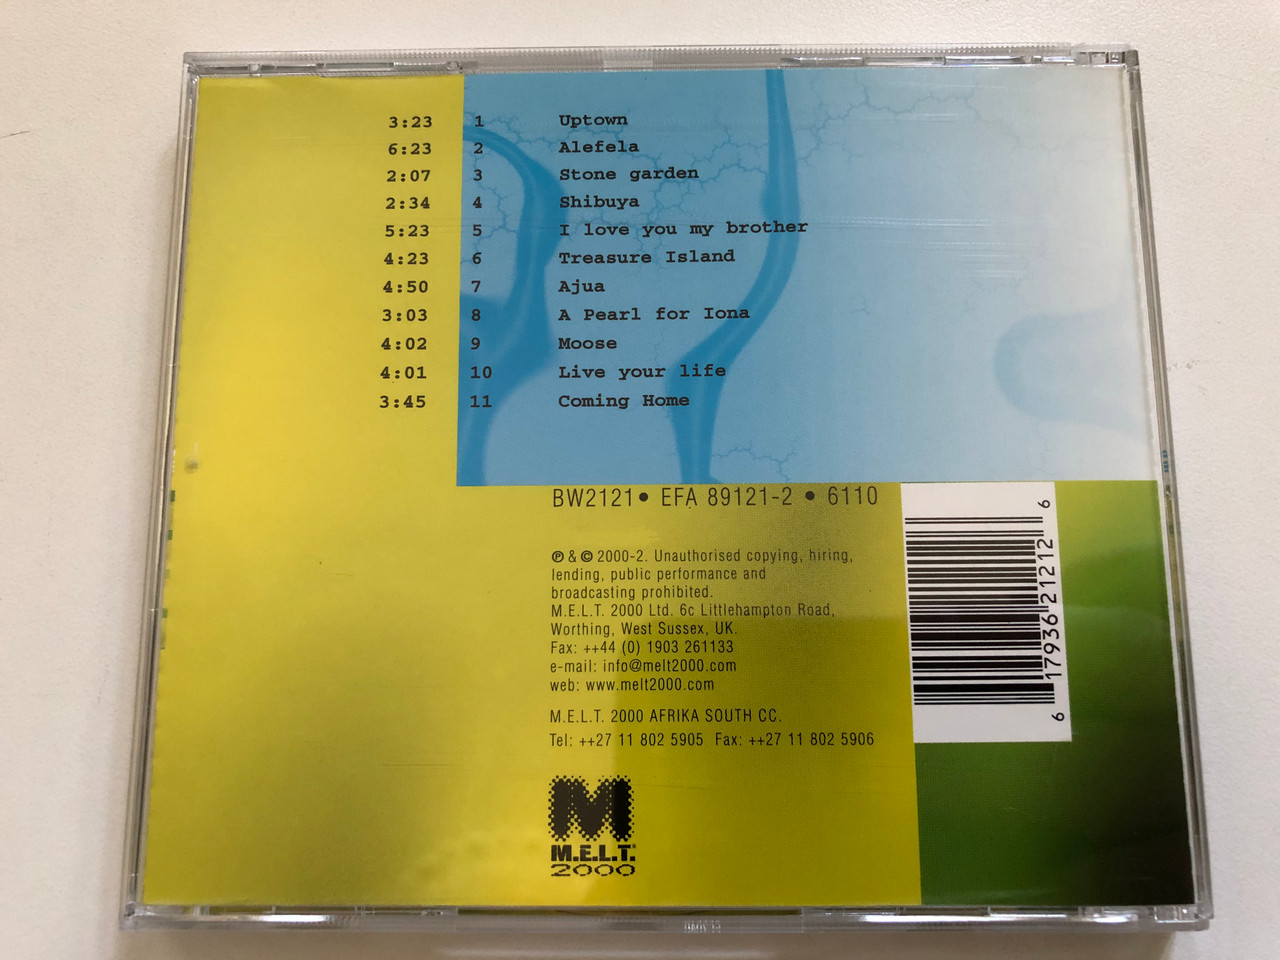 3:23 1 Uptown
6:23 2 Alefela
2:07 3 Stone garden
2:34 4 Shibuya
5:23 5 I love you my brother
4:23 6 Treasure Island
4:50 7 Ajua
3:03 8 A Pearl for Iona
4:02 9 Moose
4:01 10 Live your life
3:45 11 Coming Home
BW2121• EFA 89121-2 • 6110
℗ & © 2000-2. Unauthorised copying, hiring,
lending, public performance and
broadcasting prohibited.
M.E.L.T. 2000 Ltd. 6c Littlehampton Road,
Worthing, West Sussex, UK.
Fax: ++44 (0) 1903 261133
e-mail: info@melt2000.com
web: www.melt2000.com
M.E.L.T. 2000 AFRIKA SOUTH CC.
Tel: ++27 11 802 5905 Fax: ++27 11 802 5906
M
M.E.L.T.®
2000
6 17936 21212 6